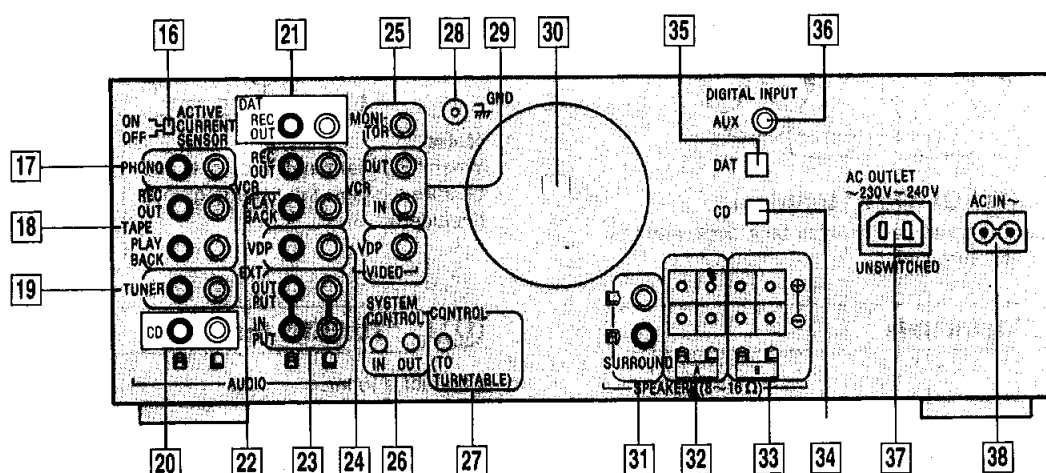 16
21
25
28
29
30
35
36
ON
OFF
ACTIVE
CURRENT
SENSOR
DAT
REC
OUT
MONI-
TOR
GND
DIGITAL INPUT
AUX
17
PHONO
REC
OUT
VCR
PLAY
BACK
OUT
VCR
IN
DAT
CD
AC OUTLET
~230V~240V
UNSWITCHED
AC IN~
18
REC
OUT
TAPE
PLAY
BACK
VDP
VDP
VIDEO
19
TUNER
EXT
OUT
PUT
IN
PUT
CD
AUDIO
SYSTEM
CONTROL
IN OUT
CONTROL
(TO
TURNTABLE)
SURROUND
A
B
+
−
SPEAKERS (8~16Ω)
20
22
23
24
26
27
31
32
33
34
37
38